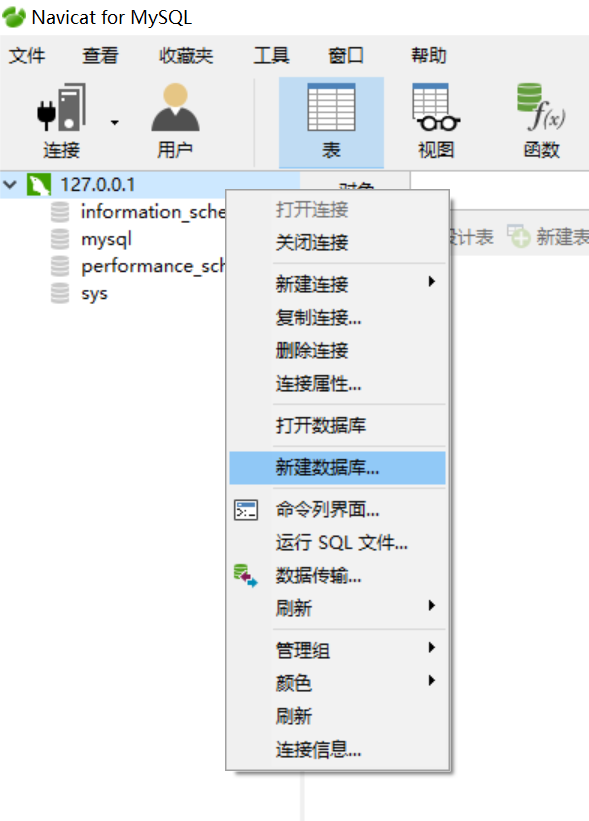 Navicat for MySQL
文件 查看 收藏夹 工具 窗口 帮助
f(x)
连接 用户 表 视图 函数
127.0.0.1
information_sche
mysql
performance_sch
sys
对象
设计表 新建表
打开连接
关闭连接
新建连接
复制连接...
删除连接
连接属性...
打开数据库
新建数据库...
命令列界面...
运行 SQL 文件...
数据传输...
刷新
管理组
颜色
刷新
连接信息...